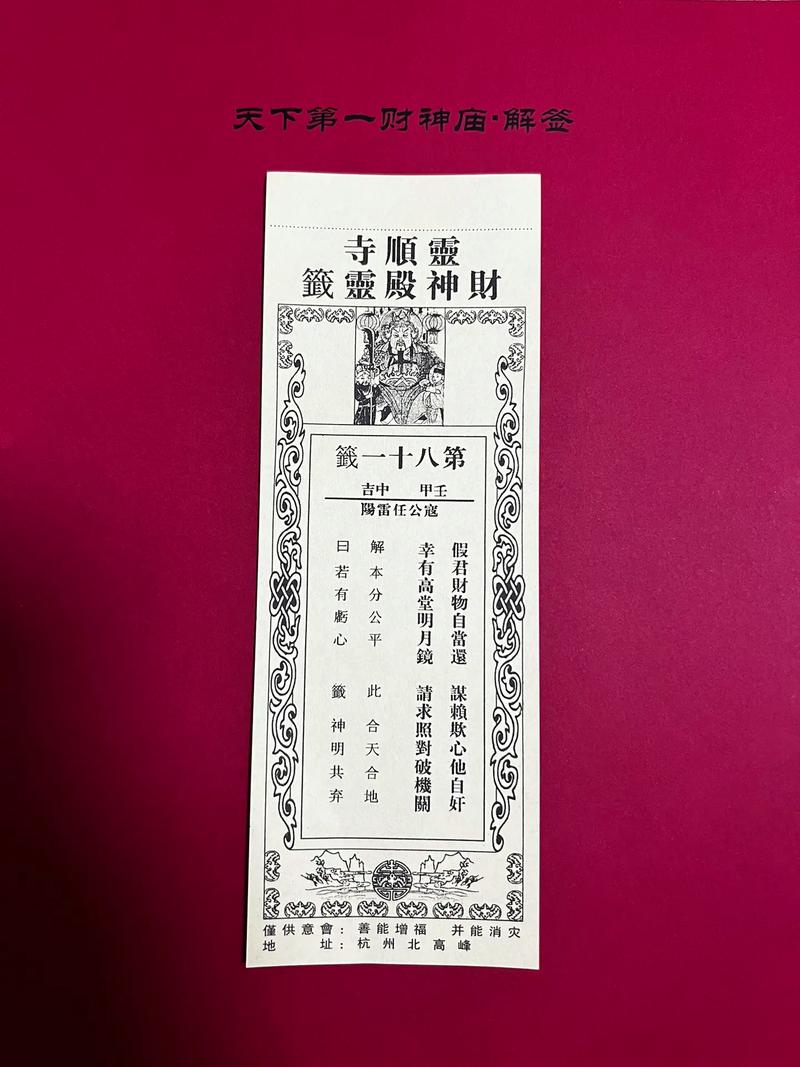 天下第一财神庙·解签
靈順寺
財神殿靈籤
第八十一籤
壬甲 中吉
寇公任雷陽
假君財物自當還 謀賴欺心他自奸
幸有高堂明月鏡 請求照對破機關
解本分公平 此合天合地
曰若有虧心 籤神明共弃
僅供意會：善能增福 并能消灾
地 址：杭州北高峰